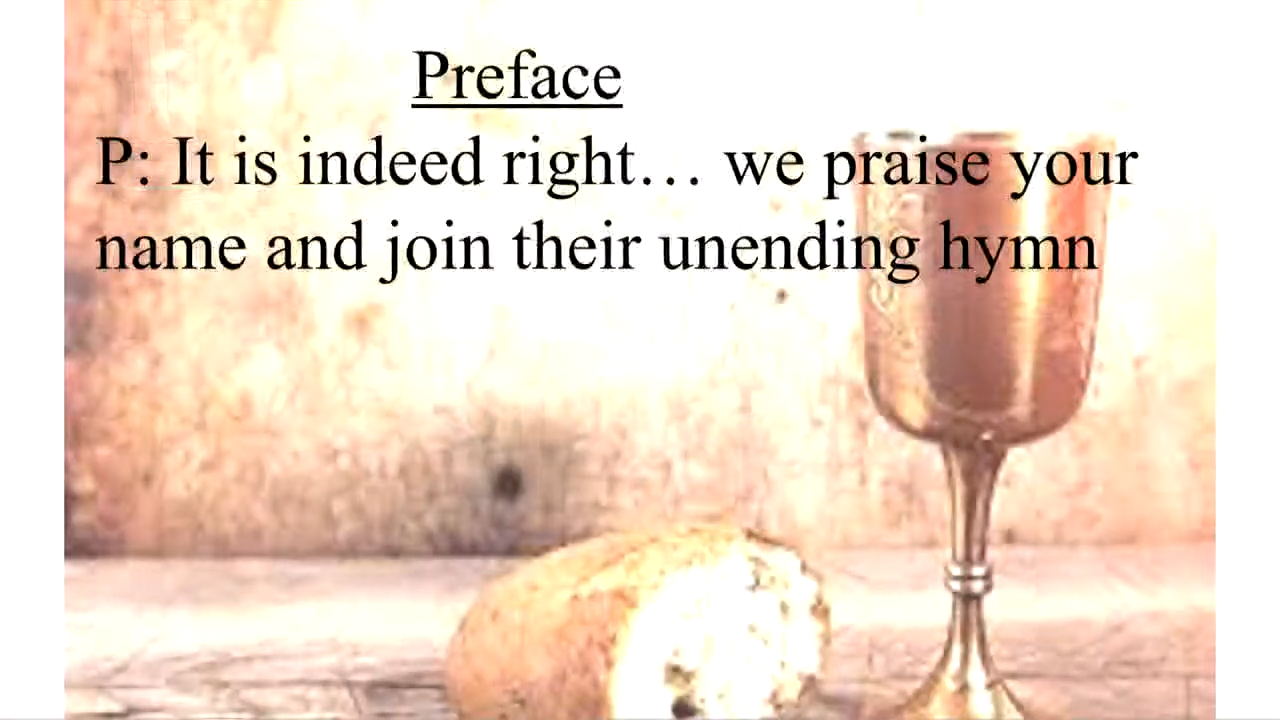 Preface
P: It is indeed right… we praise your
name and join their unending hymn